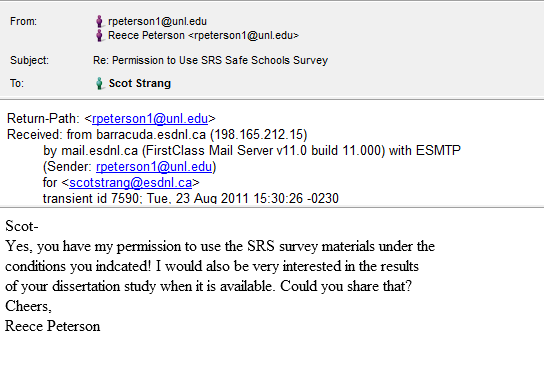 From: rpeterson1@unl.edu
Reece Peterson <rpeterson1@unl.edu>
Subject: Re: Permission to Use SRS Safe Schools Survey
To: Scot Strang
Return-Path: <rpeterson1@unl.edu>
Received: from barracuda.esdnl.ca (198.165.212.15)
by mail.esdnl.ca (FirstClass Mail Server v11.0 build 11.000) with ESMTP
(Sender: rpeterson1@unl.edu)
for <scotstrang@esdnl.ca>
transient id 7590; Tue, 23 Aug 2011 15:30:26 -0230
Scot-
Yes, you have my permission to use the SRS survey materials under the
conditions you indcated! I would also be very interested in the results
of your dissertation study when it is available. Could you share that?
Cheers,
Reece Peterson